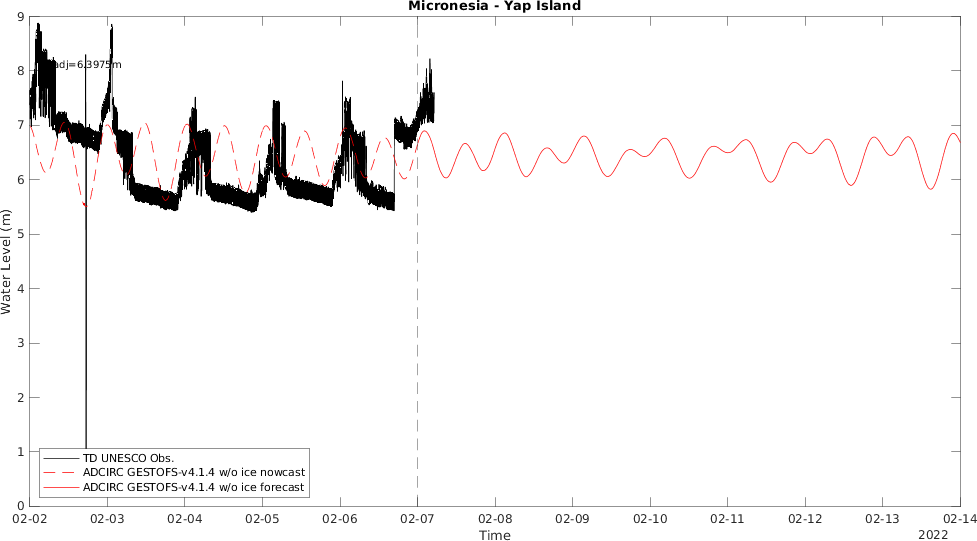 Micronesia - Yap Island
9
8
7
6
5
4
3
2
1
0
Water Level (m)
adj=6.3975m
TD UNESCO Obs.
ADCIRC GESTOFS-v4.1.4 w/o ice nowcast
ADCIRC GESTOFS-v4.1.4 w/o ice forecast
02-02 02-03 02-04 02-05 02-06 02-07 02-08 02-09 02-10 02-11 02-12 02-13 02-14
Time
2022